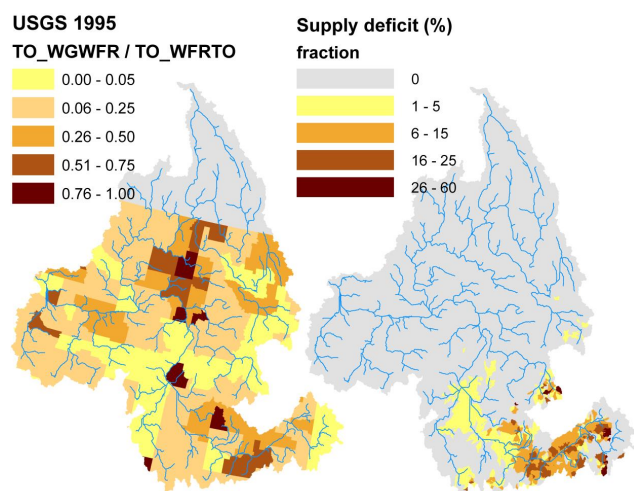 USGS 1995
TO_WGWFR / TO_WFRTO
0.00 - 0.05
0.06 - 0.25
0.26 - 0.50
0.51 - 0.75
0.76 - 1.00
Supply deficit (%)
fraction
0
1 - 5
6 - 15
16 - 25
26 - 60